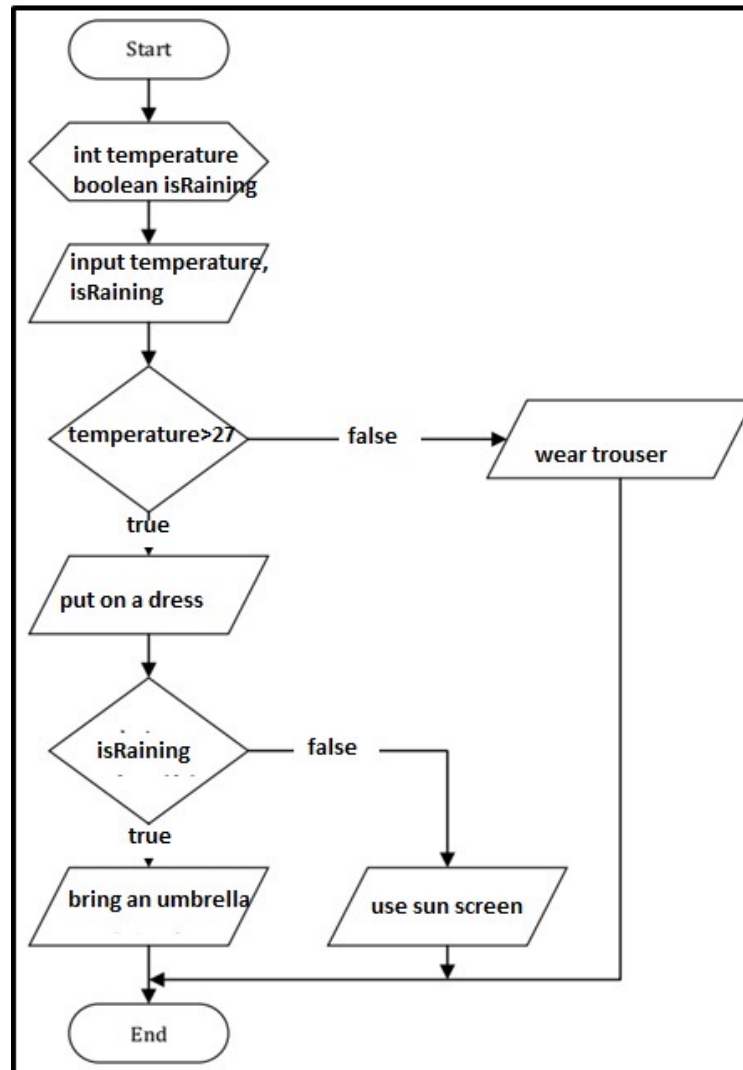 Start
int temperature
boolean isRaining
input temperature,
isRaining
temperature>27
false
wear trouser
true
put on a dress
isRaining
false
true
bring an umbrella
use sun screen
End